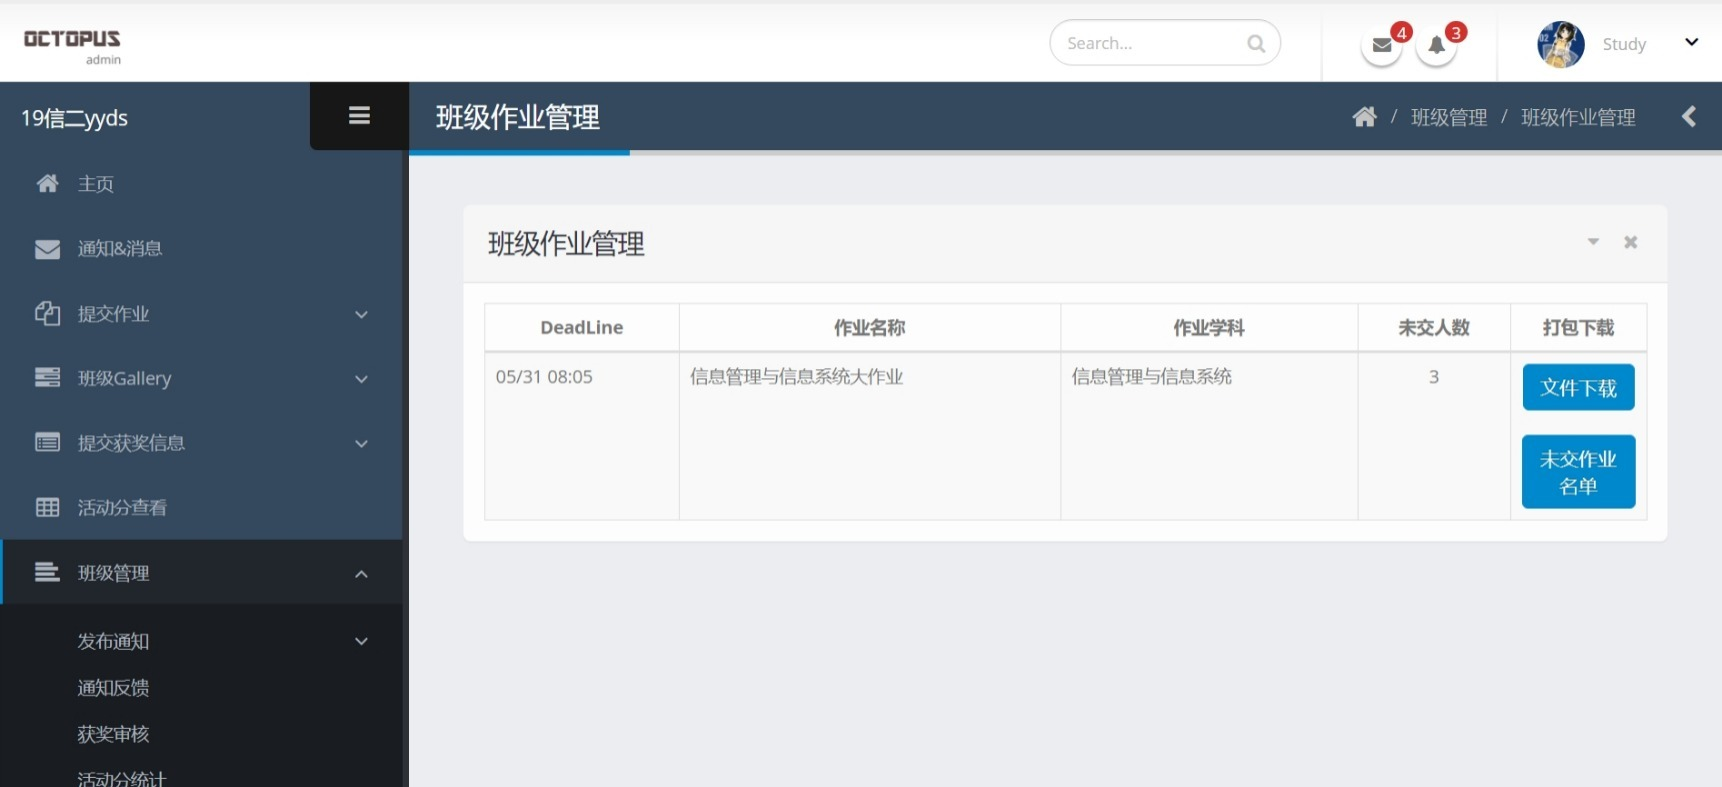 OCTOPUS
admin
Search...
4
3
Study
19信二yyds
班级作业管理
/ 班级管理 / 班级作业管理
主页
通知&消息
提交作业
班级Gallery
提交获奖信息
活动分查看
班级管理
发布通知
通知反馈
获奖审核
活动分统计
班级作业管理
DeadLine 作业名称 作业学科 未交人数 打包下载
05/31 08:05 信息管理与信息系统大作业 信息管理与信息系统 3 文件下载
未交作业
名单